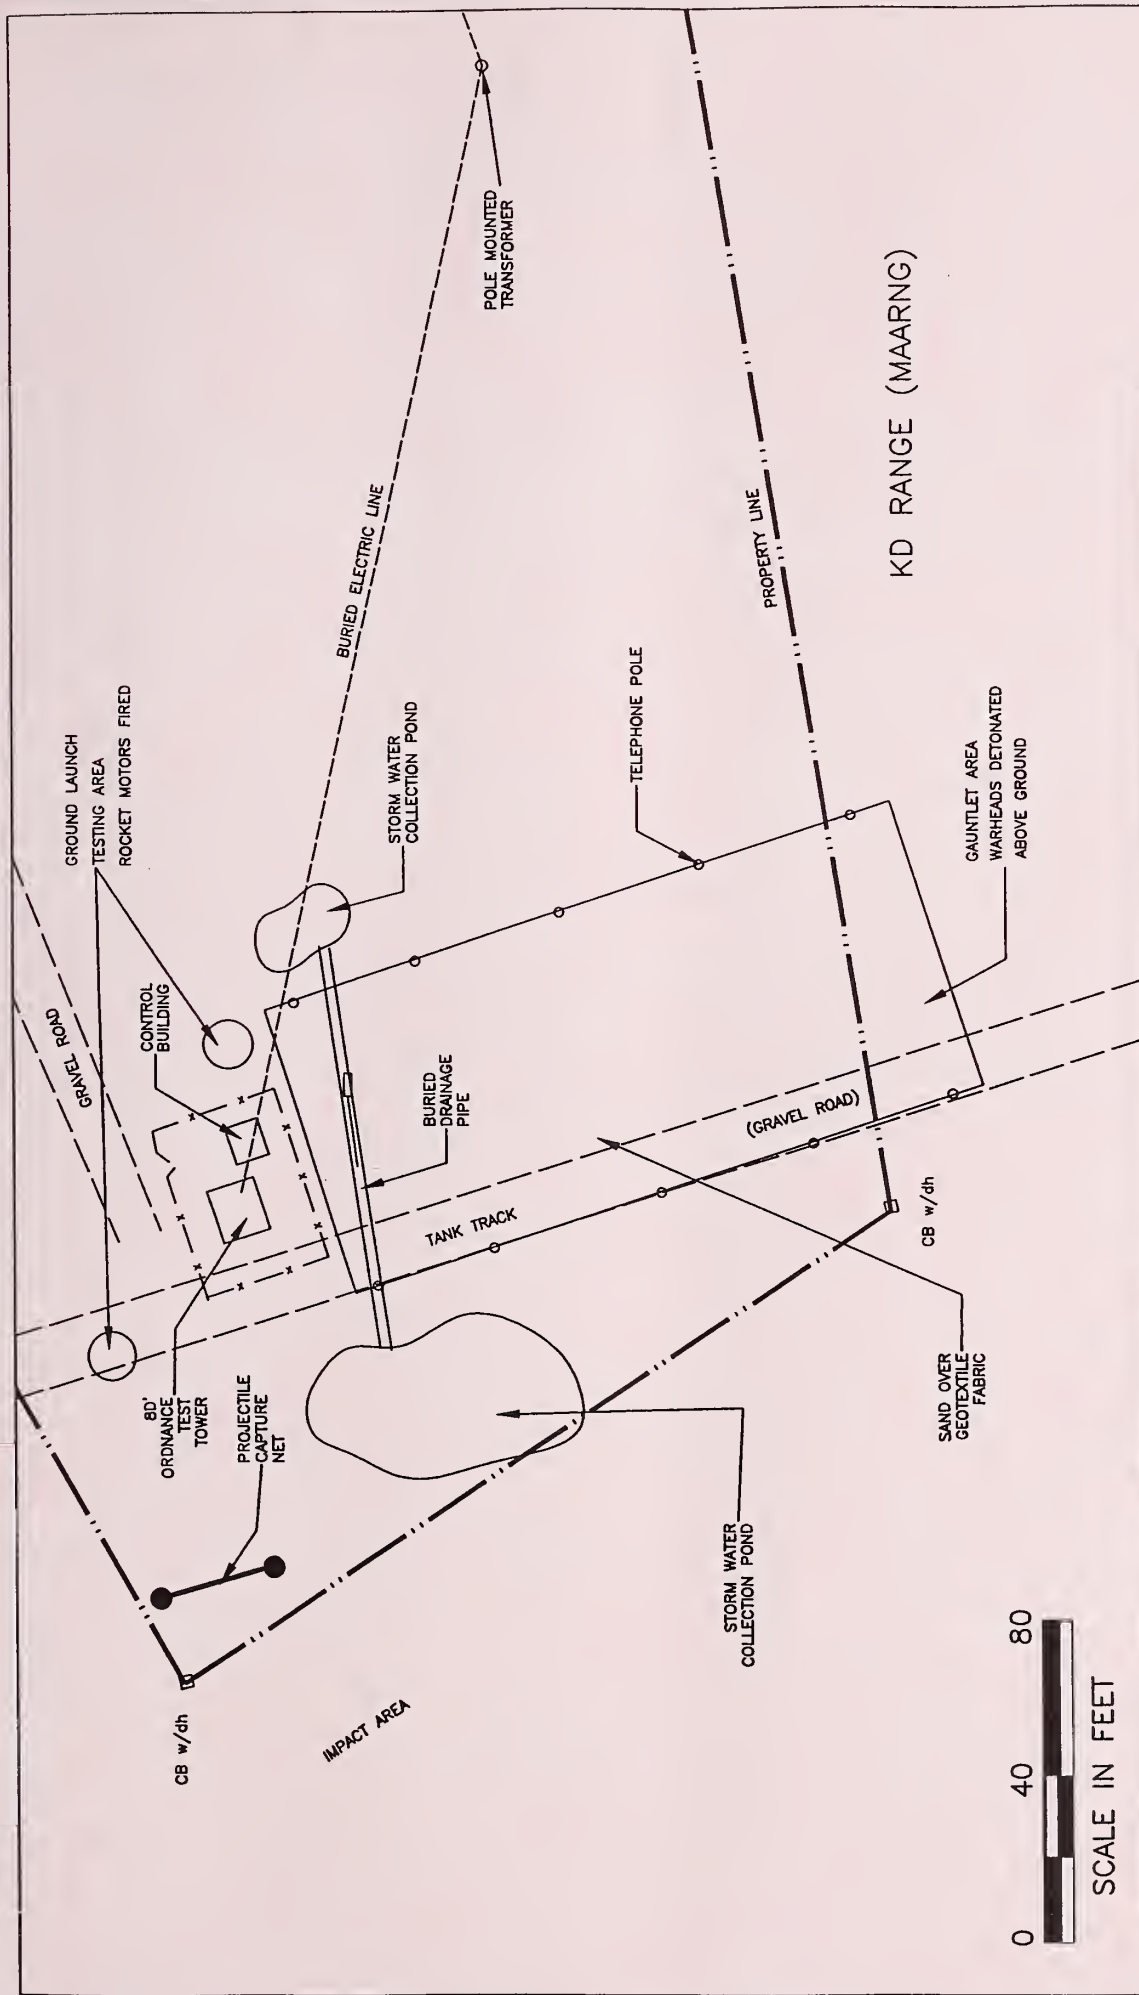 GRAVEL ROAD
GROUND LAUNCH
TESTING AREA
ROCKET MOTORS FIRED
CONTROL
BUILDING
8D'
ORDNANCE
TEST
TOWER
PROJECTILE
CAPTURE
NET
CB w/dh
IMPACT AREA
BURIED ELECTRIC LINE
STORM WATER
COLLECTION POND
BURIED
DRAINAGE
PIPE
TANK TRACK
(GRAVEL ROAD)
POLE MOUNTED
TRANSFORMER
TELEPHONE POLE
PROPERTY LINE
KD RANGE (MAARNG)
GAUNTLET AREA
WARHEADS DETONATED
ABOVE GROUND
CB w/dh
SAND OVER
GEOTEXTILE
FABRIC
STORM WATER
COLLECTION POND
0 40 80
SCALE IN FEET